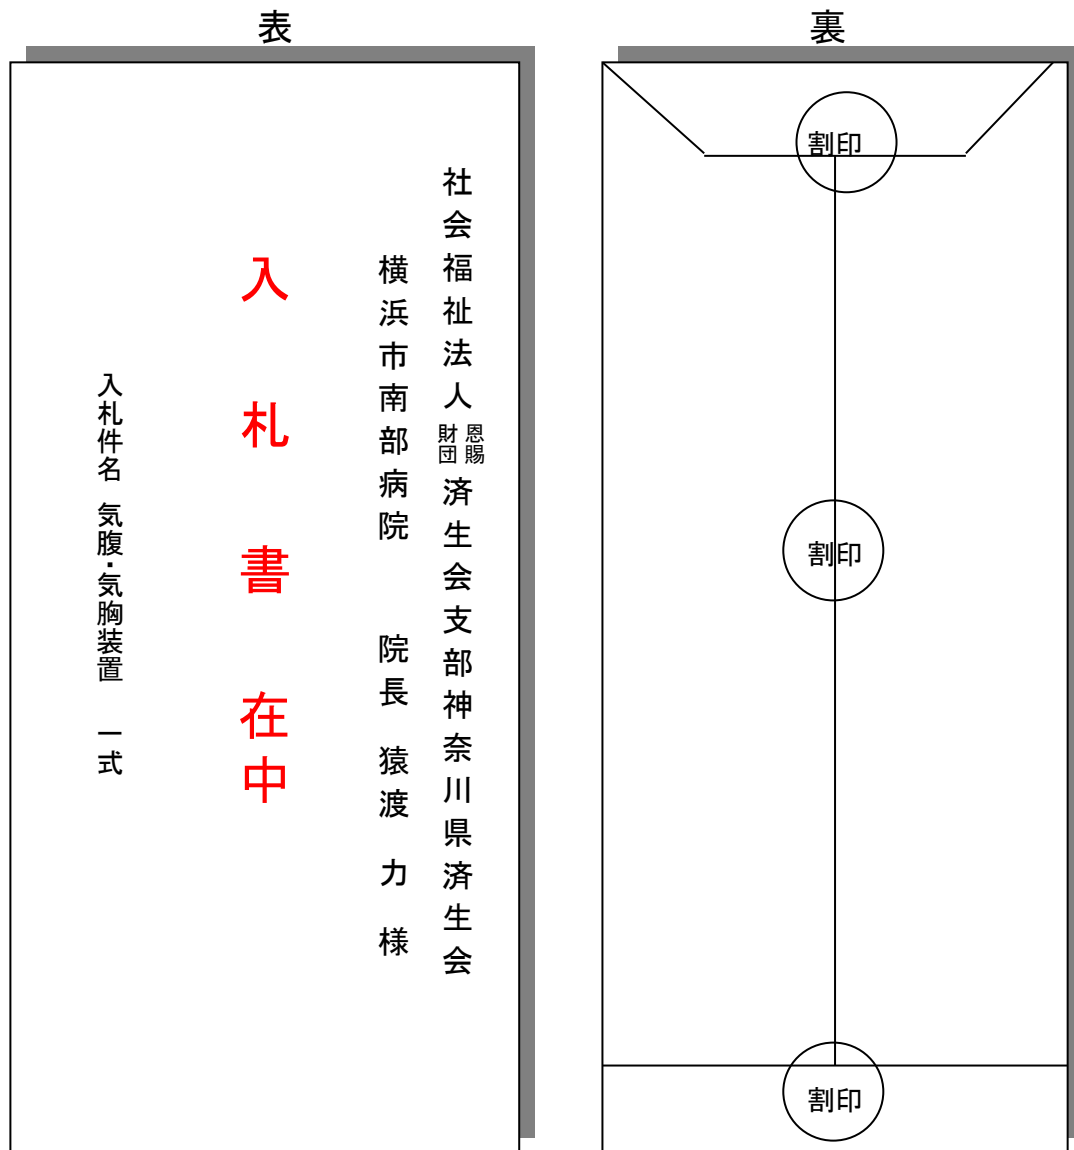 表
社会福祉法人恩賜財団済生会支部神奈川県済生会
横浜市南部病院 院長 猿渡 力 様
入札書在中
入札件名 気腹・気胸装置 一式
裏
割印
割印
割印